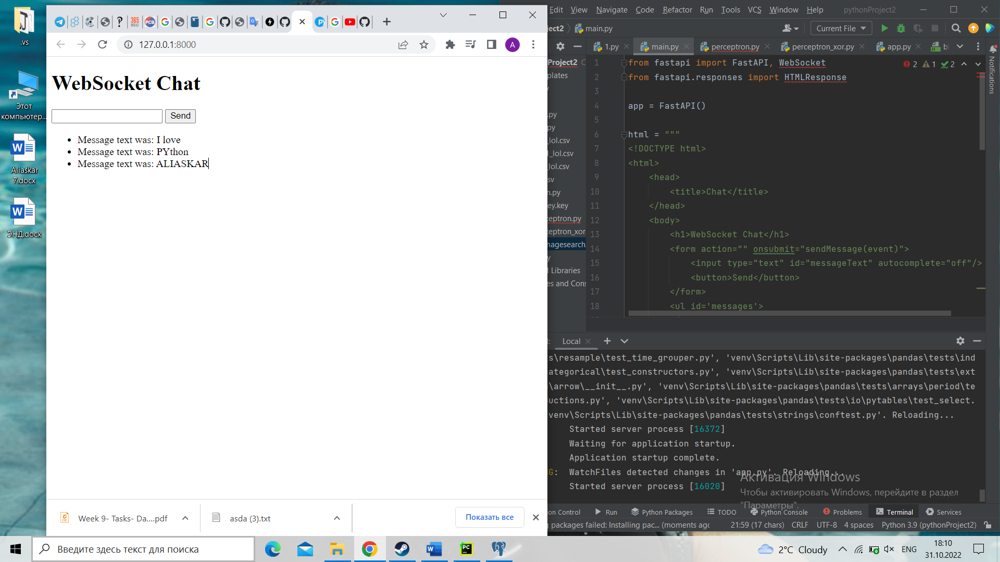 .vs
Этот
компьютер...
Aliaskar
7.docx
ЭНД.docx
127.0.0.1:8000
A
WebSocket Chat
Send
Message text was: I love
Message text was: PYthon
Message text was: ALIASKAR
Week 9- Tasks- Da....pdf
asda (3).txt
Показать все
Edit View Navigate Code Refactor Run Tools VCS Window Help pythonProject2
ject2 main.py
Current File
1.py main.py perceptron.py perceptron_xor.py app.py
Notifications
Project2
plates
.py
py
_lol.csv
l_lol.csv
_lol.csv
sv
n.py
ey.key
ceptron.py
ceptron_xor
magesearch
y
l Libraries
es and Cons
2 1 2
1 from fastapi import FastAPI, WebSocket
2 from fastapi.responses import HTMLResponse
3
4 app = FastAPI()
5
6 html = """
7 <!DOCTYPE html>
8 <html>
9 <head>
10 <title>Chat</title>
11 </head>
12 <body>
13 <h1>WebSocket Chat</h1>
14 <form action="" onsubmit="sendMessage(event)">
15 <input type="text" id="messageText" autocomplete="off"/>
16 <button>Send</button>
17 </form>
18 <ul id='messages'>
Local
s\resample\test_time_grouper.py', 'venv\Scripts\Lib\site-packages\pandas\tests\ind
ategorical\test_constructors.py', 'venv\Scripts\Lib\site-packages\pandas\tests\ext
\arrow\__init__.py', 'venv\Scripts\Lib\site-packages\pandas\tests\arrays\period\te
uctions.py', 'venv\Scripts\Lib\site-packages\pandas\tests\io\pytables\test_select.
venv\Scripts\Lib\site-packages\pandas\tests\strings\conftest.py'. Reloading...
Started server process [16372]
Waiting for application startup.
Application startup complete.
G: WatchFiles detected changes in 'app.py'. Reloading...
Started server process [16020]
Активация Windows
Чтобы активировать Windows, перейдите в раздел
"Параметры".
on Control Run Python Packages TODO Python Console Problems Terminal Services
g packages failed: Installing pac... (moments ago 21:59 (17 chars) CRLF UTF-8 4 spaces Python 3.9 (pythonProject2)
Введите здесь текст для поиска
2°C Cloudy ENG
18:10
31.10.2022